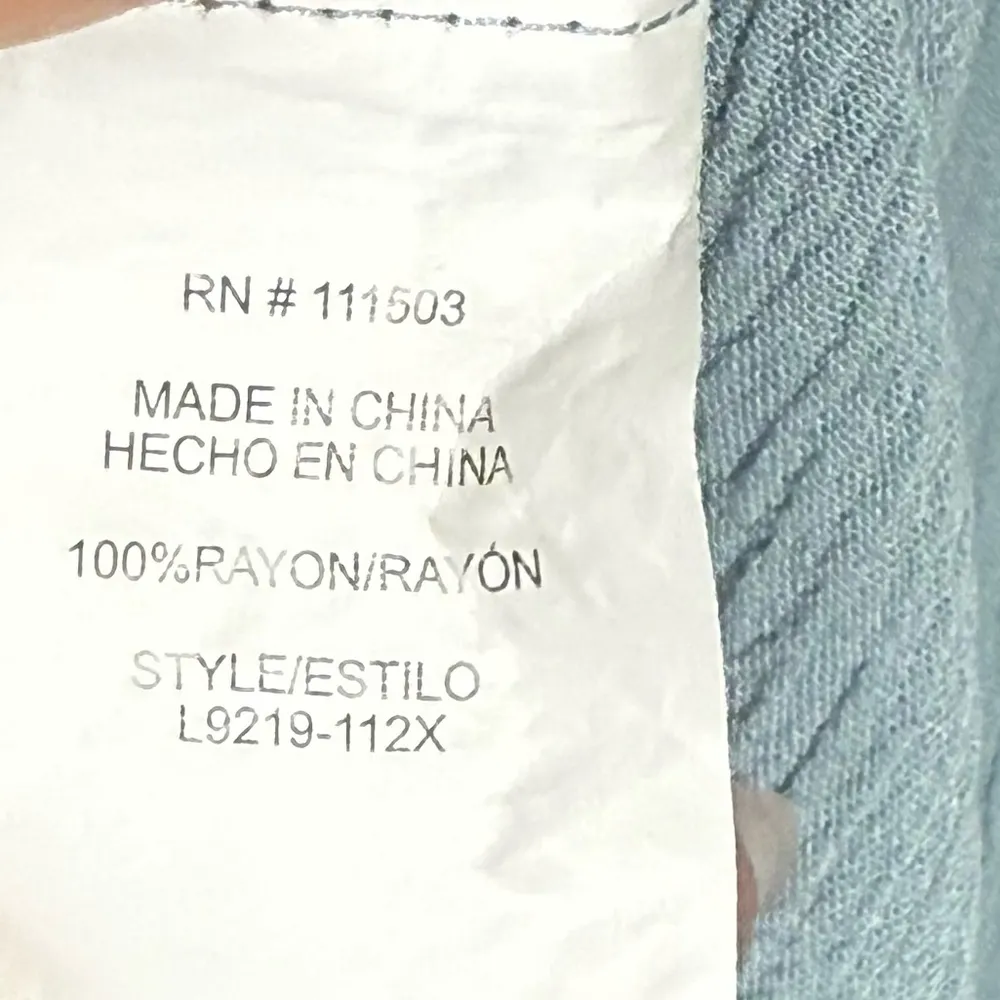 RN # 111503
MADE IN CHINA
HECHO EN CHINA
100%RAYON/RAYÓN
STYLE/ESTILO
L9219-112X